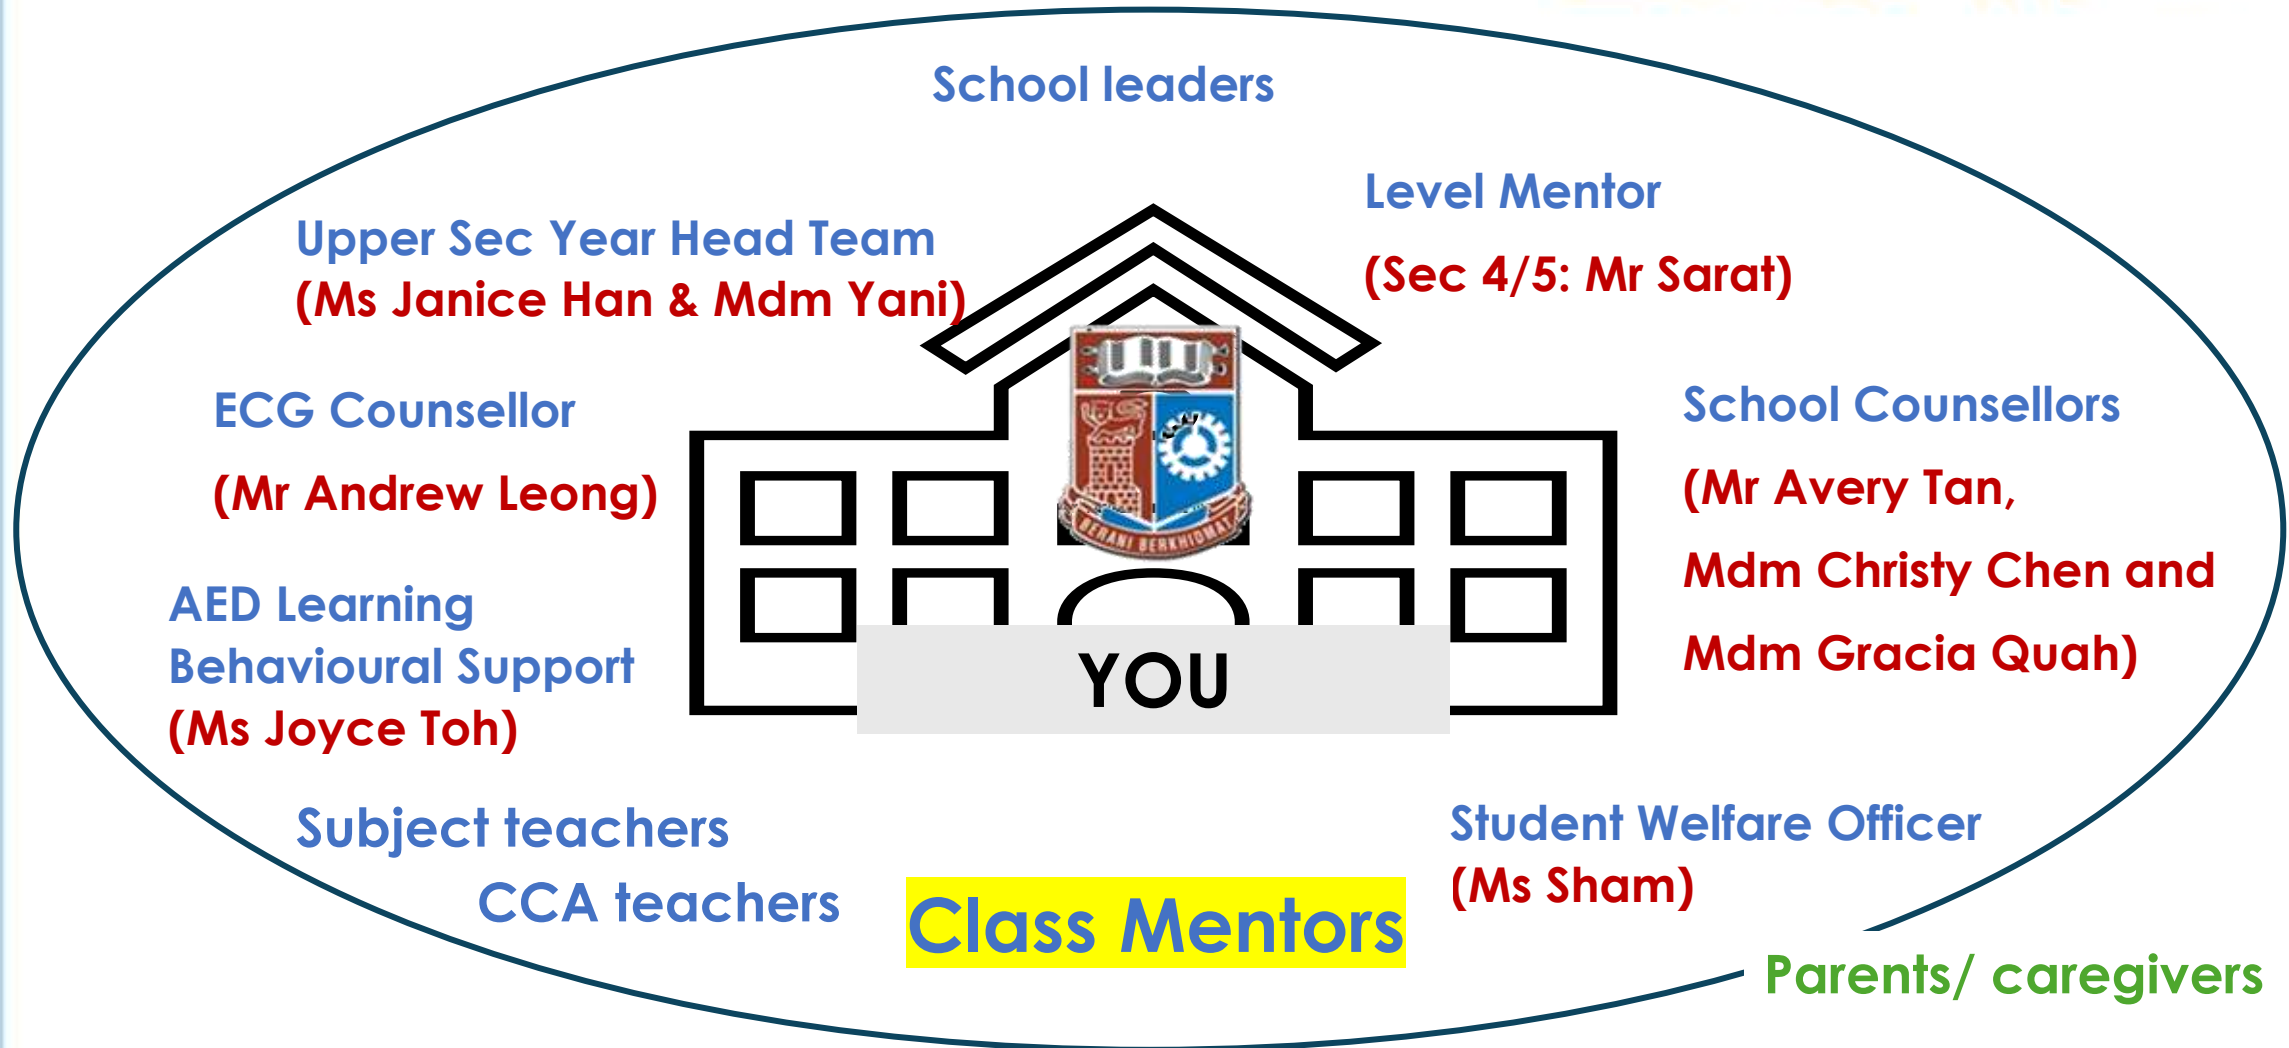 School leaders
Level Mentor
(Sec 4/5: Mr Sarat)
Upper Sec Year Head Team
(Ms Janice Han & Mdm Yani)
ECG Counsellor
(Mr Andrew Leong)
School Counsellors
(Mr Avery Tan,
Mdm Christy Chen and
Mdm Gracia Quah)
BERANI BERKHIDMAT
AED Learning
Behavioural Support
(Ms Joyce Toh)
YOU
Subject teachers
CCA teachers
Class Mentors
Student Welfare Officer
(Ms Sham)
Parents/ caregivers